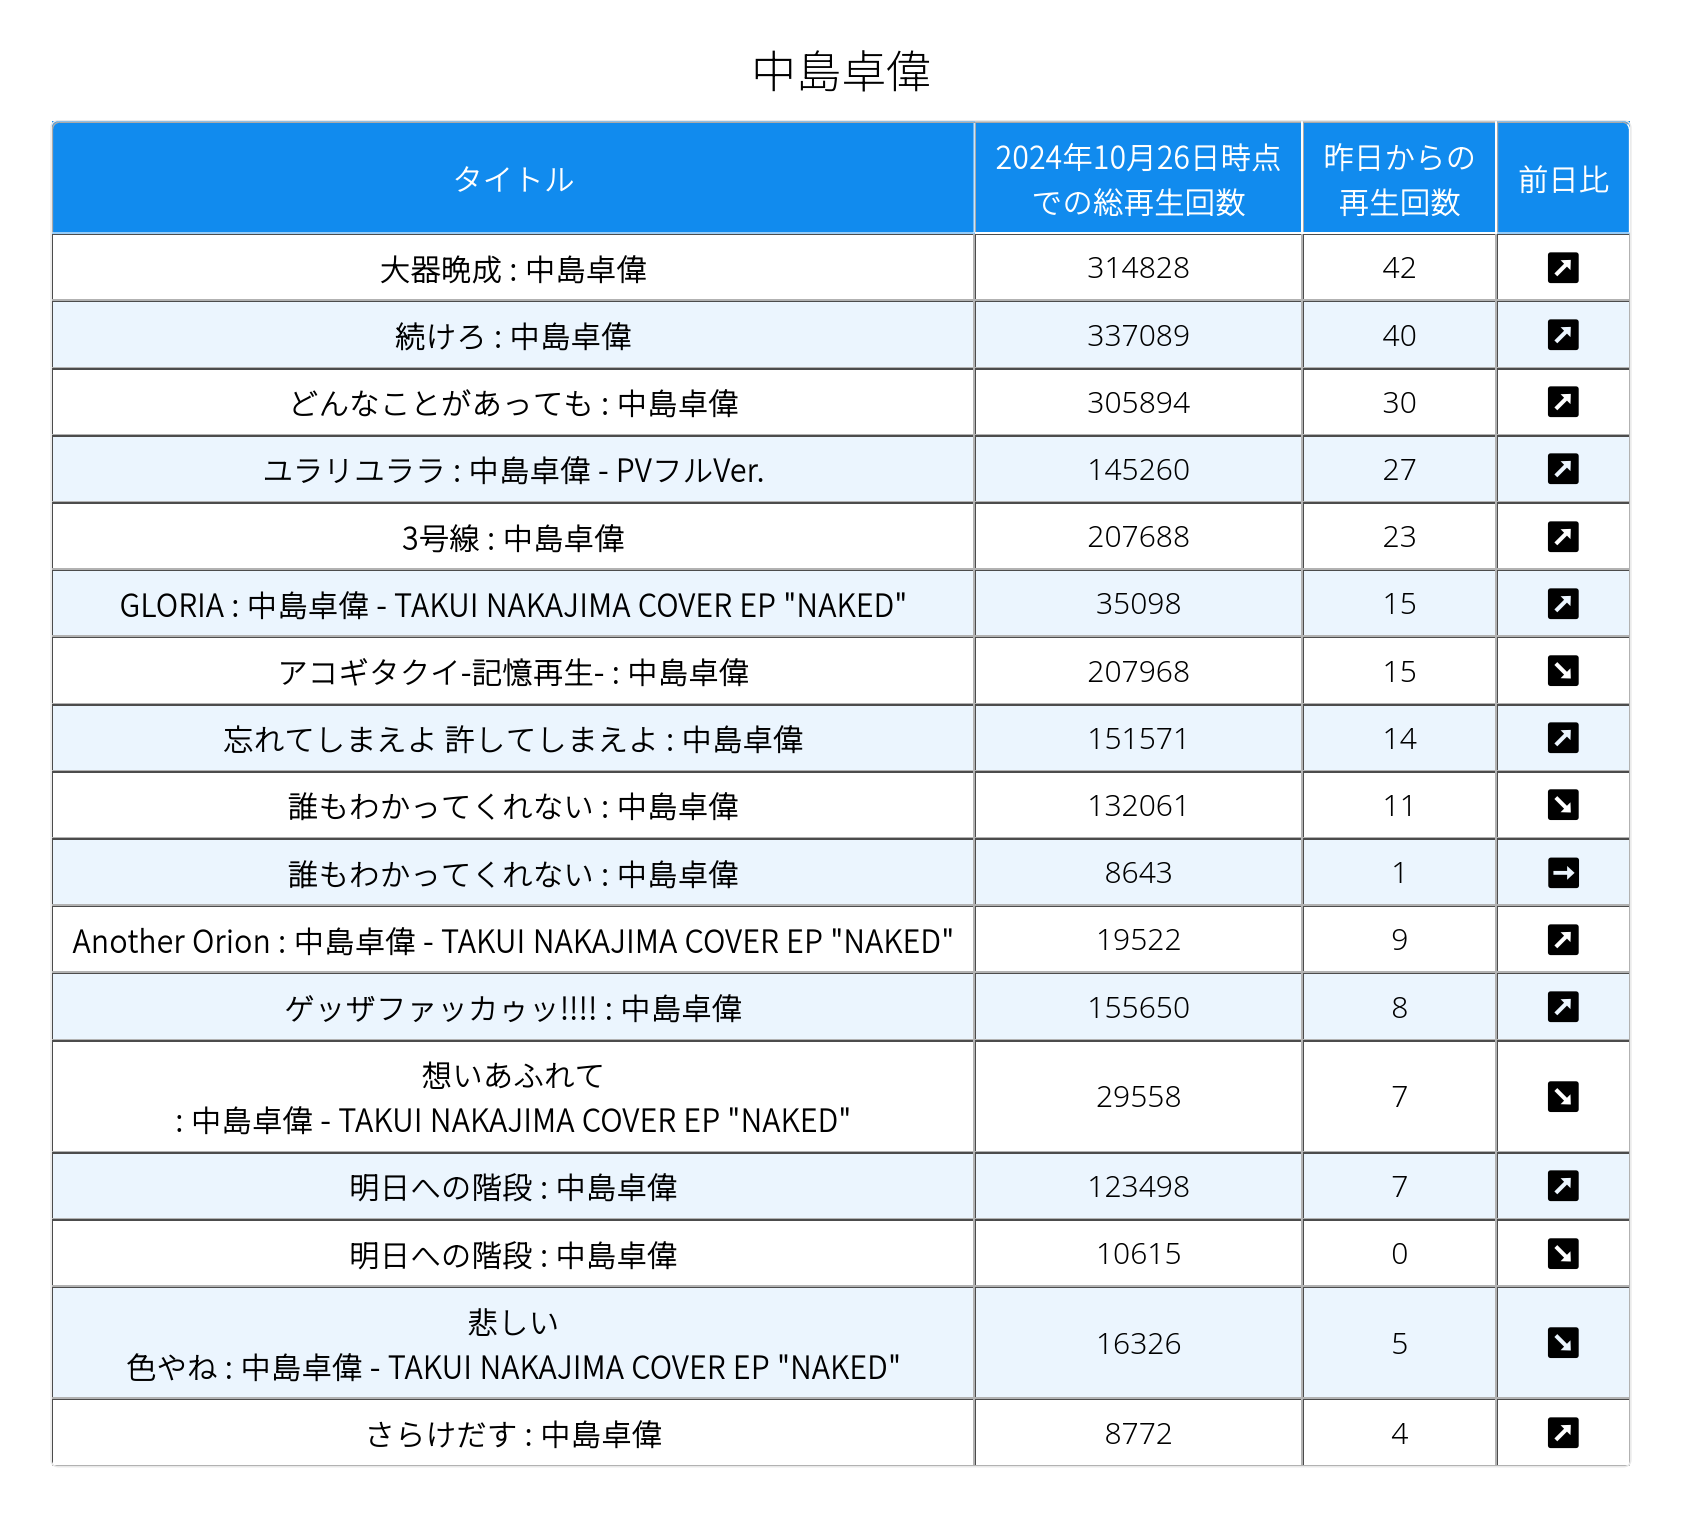 中島卓偉
タイトル
2024年10月26日時点
での総再生回数
昨日からの
再生回数
前日比
大器晩成 : 中島卓偉 314828 42
続けろ : 中島卓偉 337089 40
どんなことがあっても : 中島卓偉 305894 30
ユラリユララ : 中島卓偉 - PVフルVer. 145260 27
3号線 : 中島卓偉 207688 23
GLORIA : 中島卓偉 - TAKUI NAKAJIMA COVER EP "NAKED" 35098 15
アコギタクイ-記憶再生- : 中島卓偉 207968 15
忘れてしまえよ 許してしまえよ : 中島卓偉 151571 14
誰もわかってくれない : 中島卓偉 132061 11
誰もわかってくれない : 中島卓偉 8643 1
Another Orion : 中島卓偉 - TAKUI NAKAJIMA COVER EP "NAKED" 19522 9
ゲッザファッカゥッ!!!! : 中島卓偉 155650 8
想いあふれて
: 中島卓偉 - TAKUI NAKAJIMA COVER EP "NAKED" 29558 7
明日への階段 : 中島卓偉 123498 7
明日への階段 : 中島卓偉 10615 0
悲しい
色やね : 中島卓偉 - TAKUI NAKAJIMA COVER EP "NAKED" 16326 5
さらけだす : 中島卓偉 8772 4